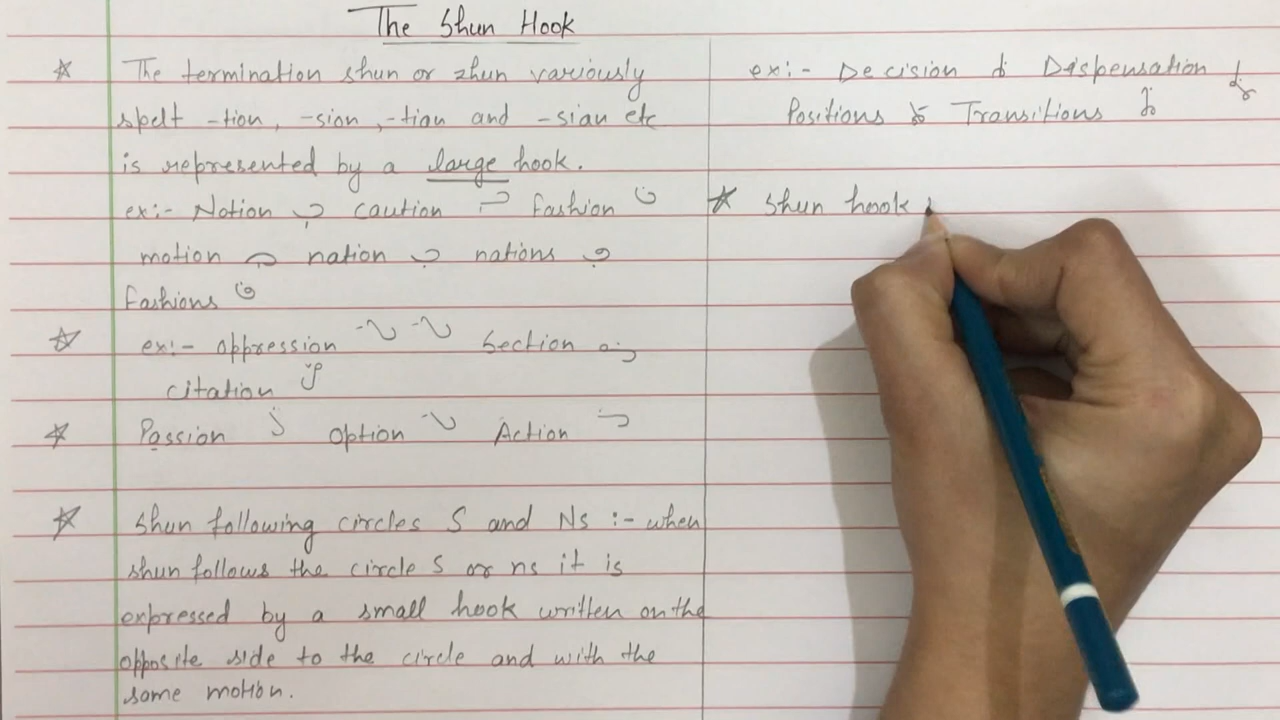 The Shun Hook
The termination shun or zhun variously
spelt -tion, -sion, -tian and -sian etc
is represented by a large hook.
ex:- Notion caution Fashion
motion nation nations
Fashions
ex:- oppression Section
citation
Passion Option Action
Shun following circles S and Ns :- when
shun follows the circle S or ns it is
expressed by a small hook written on the
opposite side to the circle and with the
same motion.
ex:- Decision Dispensation
Positions Transitions
Shun hook